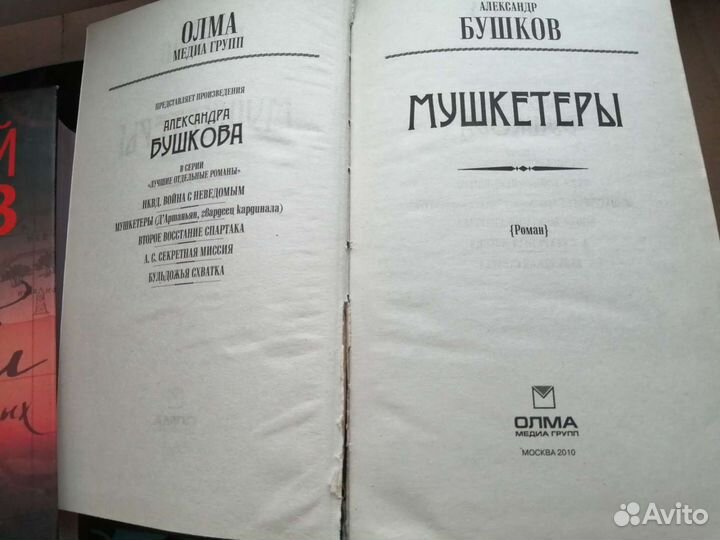 ОЛМА
МЕДИА ГРУПП
ПРЕДСТАВЛЯЕТ ПРОИЗВЕДЕНИЯ
АЛЕКСАНДРА
БУШКОВА
В СЕРИИ
«ЛУЧШИЕ ОТДЕЛЬНЫЕ РОМАНЫ»
НКВД. ВОЙНА С НЕВЕДОМЫМ
МУШКЕТЕРЫ (Д'Артаньян, гвардеец кардинала)
ВТОРОЕ ВОССТАНИЕ СПАРТАКА
А. С. СЕКРЕТНАЯ МИССИЯ
БУЛЬДОЖЬЯ СХВАТКА
АЛЕКСАНДР
БУШКОВ
МУШКЕТЕРЫ
{Роман}
ОЛМА
МЕДИА ГРУПП
МОСКВА 2010
Avito